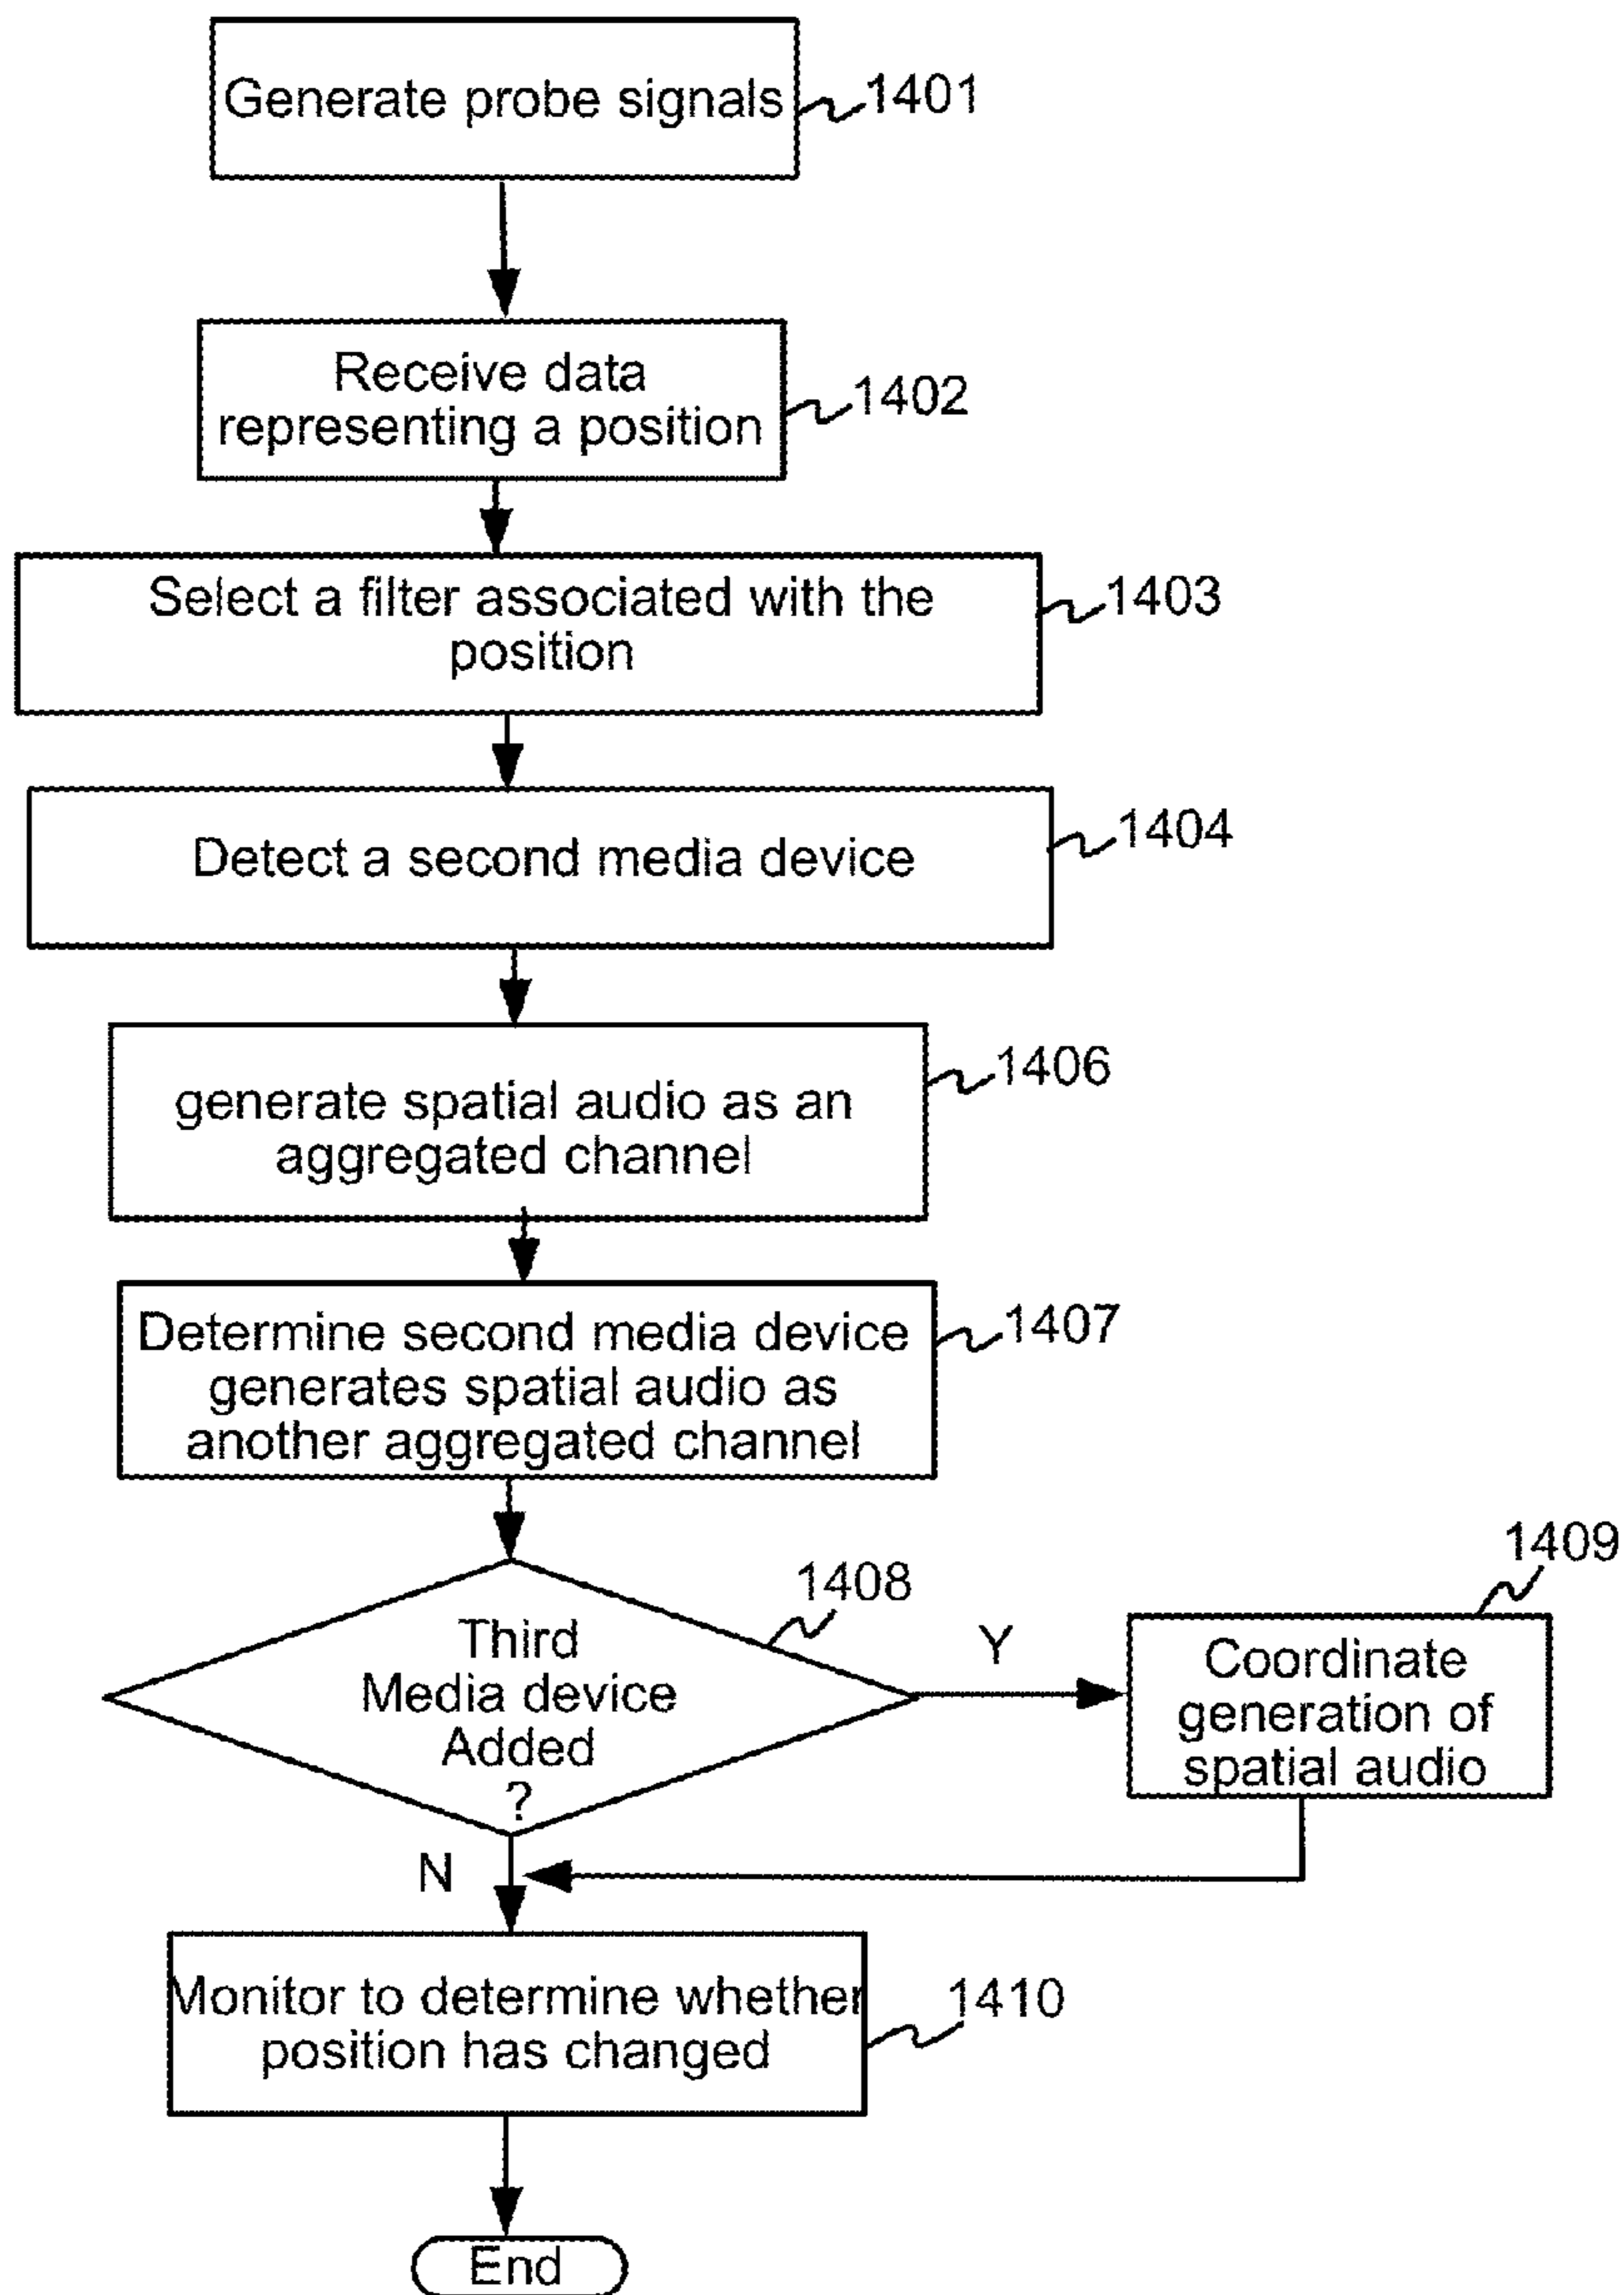 Generate probe signals
1401
Receive data
representing a position
1402
Select a filter associated with the
position
1403
Detect a second media device
1404
generate spatial audio as an
aggregated channel
1406
Determine second media device
generates spatial audio as
another aggregated channel
1407
Third
Media device
Added
?
1408
Y
1409
Coordinate
generation of
spatial audio
N
Monitor to determine whether
position has changed
1410
End